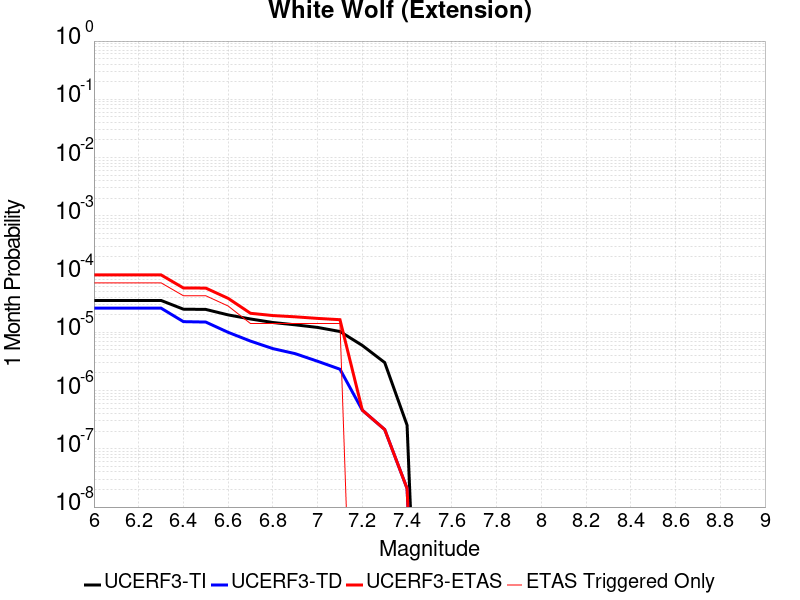 White Wolf (Extension)
10 0
10 -1
10 -2
10 -3
10 -4
10 -5
10 -6
10 -7
10 -8
1 Month Probability
6 6.2 6.4 6.6 6.8 7 7.2 7.4 7.6 7.8 8 8.2 8.4 8.6 8.8 9
Magnitude
UCERF3-TI UCERF3-TD UCERF3-ETAS ETAS Triggered Only